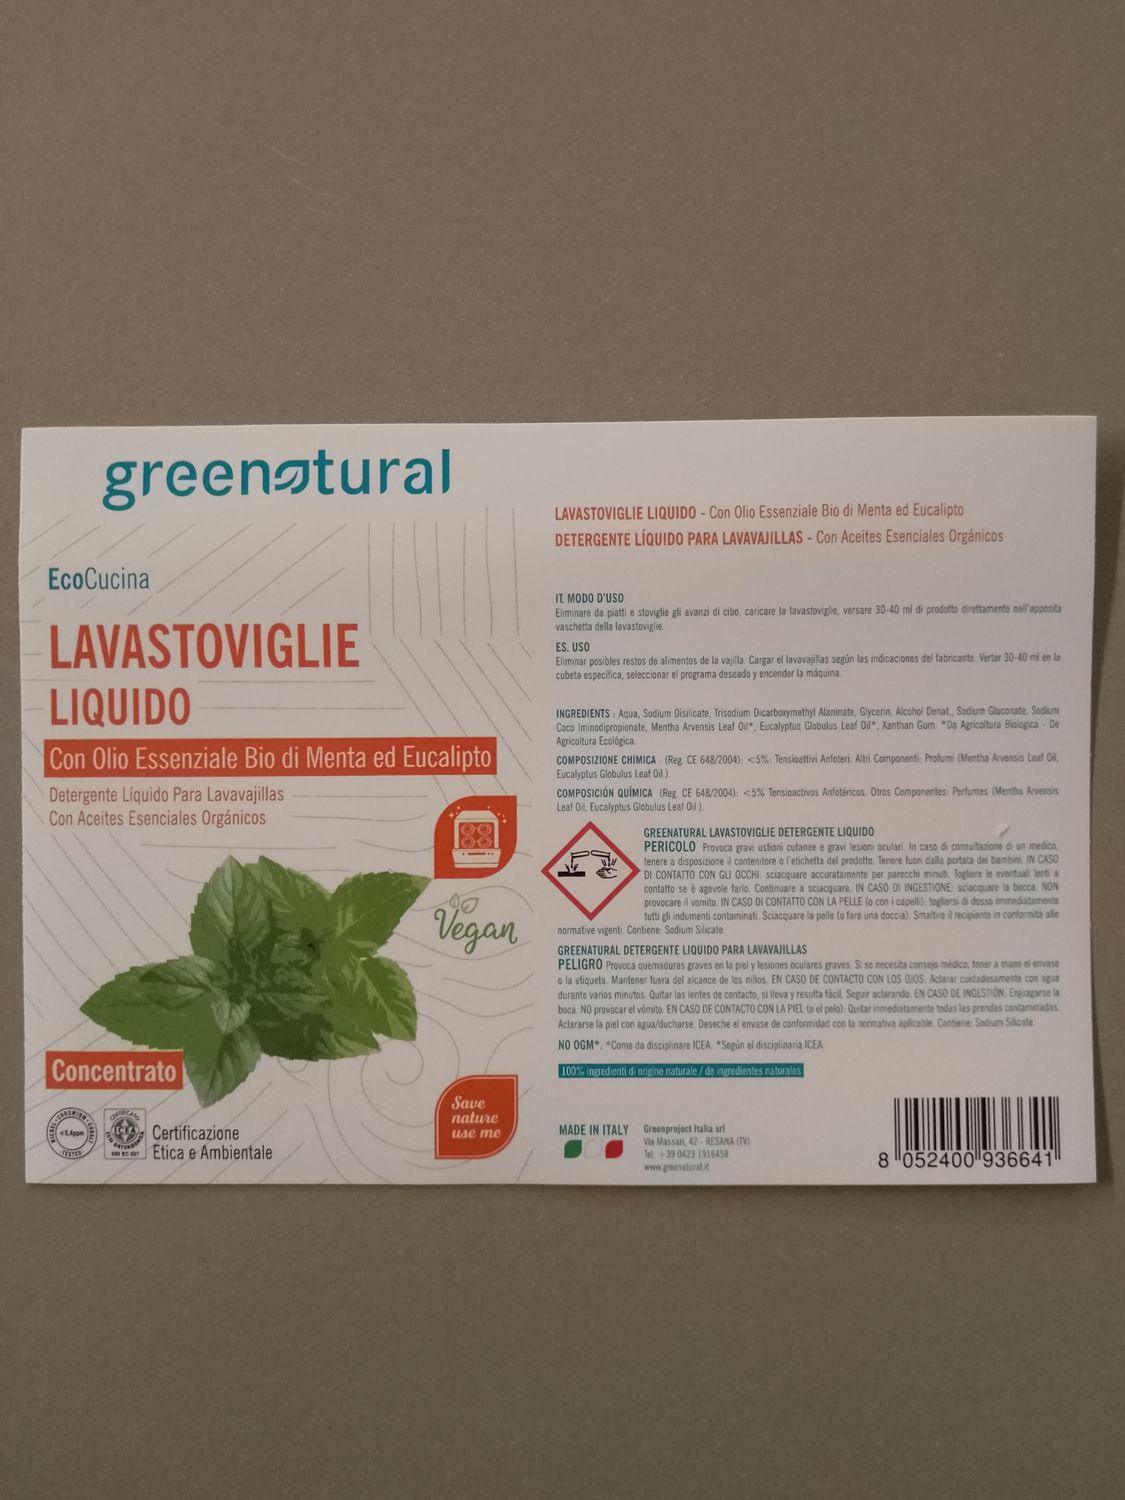 greenatural
EcoCucina
LAVASTOVIGLIE
LIQUIDO
Con Olio Essenziale Bio di Menta ed Eucalipto
Detergente Líquido Para Lavavajillas
Con Aceites Esenciales Orgánicos
Vegan
Concentrato
Save
nature
use me
NICKEL - CHROMIUM - COBALT
<0,4ppm
TESTED
CERTIFICATO
ICEA
ECO DETERGENZA
Certificazione
Etica e Ambientale
LAVASTOVIGLIE LIQUIDO - Con Olio Essenziale Bio di Menta ed Eucalipto
DETERGENTE LÍQUIDO PARA LAVAVAJILLAS - Con Aceites Esenciales Orgánicos
IT. MODO D'USO
Eliminare da piatti e stoviglie gli avanzi di cibo, caricare la lavastoviglie, versare 30-40 ml di prodotto direttamente nell'apposita
vaschetta della lavastoviglie.
ES. USO
Eliminar posibles restos de alimentos de la vajilla. Cargar el lavavajillas según las indicaciones del fabricante. Verter 30-40 ml en la
cubeta específica, seleccionar el programa deseado y encender la máquina.
INGREDIENTS : Aqua, Sodium Disilicate, Trisodium Dicarboxymethyl Alaninate, Glycerin, Alcohol Denat., Sodium Gluconate, Sodium
Coco Iminodipropionate, Mentha Arvensis Leaf Oil*, Eucalyptus Globulus Leaf Oil*, Xanthan Gum. *Da Agricoltura Biologica - De
Agricoltura Ecológica.
COMPOSIZIONE CHIMICA : (Reg. CE 648/2004): <5%: Tensioattivi Anfoteri. Altri Componenti: Profumi (Mentha Arvensis Leaf Oil,
Eucalyptus Globulus Leaf Oil ).
COMPOSICIÓN QUÍMICA (Reg. CE 648/2004): <5% Tensioactivos Anfotéricos. Otros Componentes: Perfumes (Mentha Arvensis
Leaf Oil, Eucalyptus Globulus Leaf Oil ).
GREENATURAL LAVASTOVIGLIE DETERGENTE LIQUIDO
PERICOLO Provoca gravi ustioni cutanee e gravi lesioni oculari. In caso di consultazione di un medico,
tenere a disposizione il contenitore o l'etichetta del prodotto. Tenere fuori dalla portata dei bambini. IN CASO
DI CONTATTO CON GLI OCCHI: sciacquare accuratamente per parecchi minuti. Togliere le eventuali lenti a
contatto se è agevole farlo. Continuare a sciacquare. IN CASO DI INGESTIONE: sciacquare la bocca. NON
provocare il vomito. IN CASO DI CONTATTO CON LA PELLE (o con i capelli): togliersi di dosso immediatamente
tutti gli indumenti contaminati. Sciacquare la pelle (o fare una doccia). Smaltire il recipiente in conformità alle
normative vigenti. Contiene: Sodium Silicate.
GREENATURAL DETERGENTE LIQUIDO PARA LAVAVAJILLAS
PELIGRO Provoca quemaduras graves en la piel y lesiones oculares graves. Si se necesita consejo médico, tener a mano el envase
o la etiqueta. Mantener fuera del alcance de los niños. EN CASO DE CONTACTO CON LOS OJOS: Aclarar cuidadosamente con agua
durante varios minutos. Quitar las lentes de contacto, si lleva y resulta fácil. Seguir aclarando. EN CASO DE INGESTIÓN: Enjuagarse la
boca. NO provocar el vómito. EN CASO DE CONTACTO CON LA PIEL (o el pelo): Quitar inmediatamente todas las prendas contaminadas.
Aclararse la piel con agua/ducharse. Deseche el envase de conformidad con la normativa aplicable. Contiene: Sodium Silicate
NO OGM*. *Come da disciplinare ICEA. *Según el disciplinaria ICEA.
100% ingredienti di origine naturale / de ingredientes naturales
MADE IN ITALY
Greenproject Italia srl
Via Massari, 42 - RESANA (TV)
Tel. +39 0423 1916458
www.greenatural.it
8 052400 936641